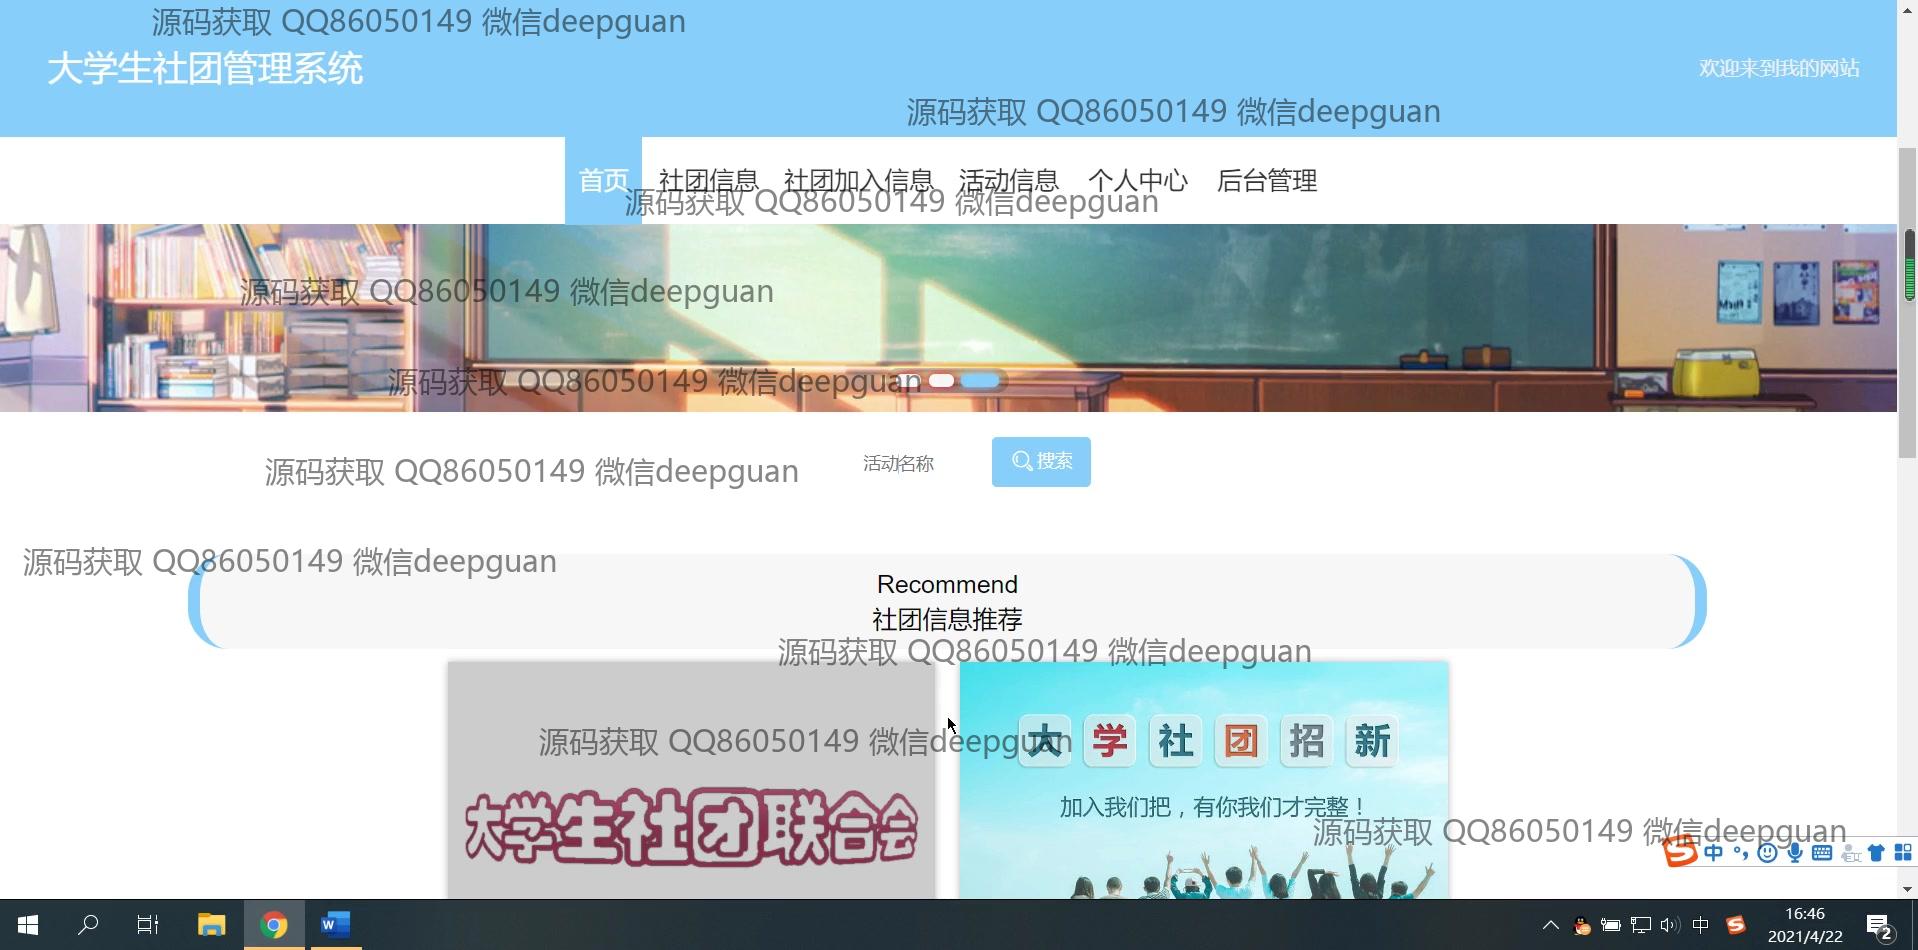 源码获取 QQ86050149 微信deepguan
大学生社团管理系统
欢迎来到我的网站
源码获取 QQ86050149 微信deepguan
首页 社团信息 社团加入信息 活动信息 个人中心 后台管理
源码获取 QQ86050149 微信deepguan
源码获取 QQ86050149 微信deepguan
源码获取 QQ86050149 微信deepguan
活动名称 搜索
源码获取 QQ86050149 微信deepguan
源码获取 QQ86050149 微信deepguan
Recommend
社团信息推荐
源码获取 QQ86050149 微信deepguan
大学社团招新
源码获取 QQ86050149 微信deepguan
加入我们把，有你我们才完整！
大学生社团联合会
源码获取 QQ86050149 微信deepguan
S 中
W 中 S
16:46
2021/4/22
2